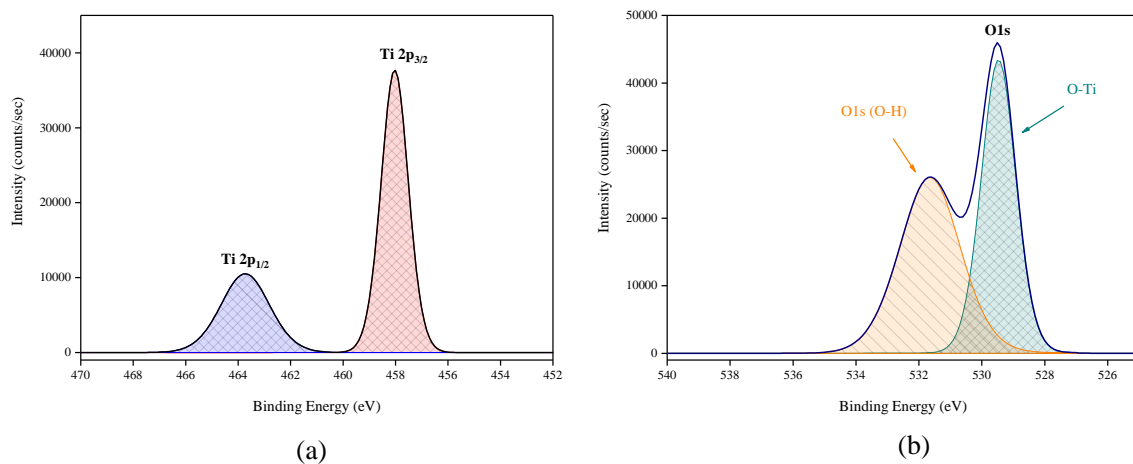 Ti 2p3/2
Ti 2p1/2
40000
30000
20000
10000
0
Intensity (counts/sec)
470 468 466 464 462 460 458 456 454 452
Binding Energy (eV)
(a)
O1s
O-Ti
O1s (O-H)
50000
40000
30000
20000
10000
0
Intensity (counts/sec)
540 536 534 532 530 528 526
Binding Energy (eV)
(b)